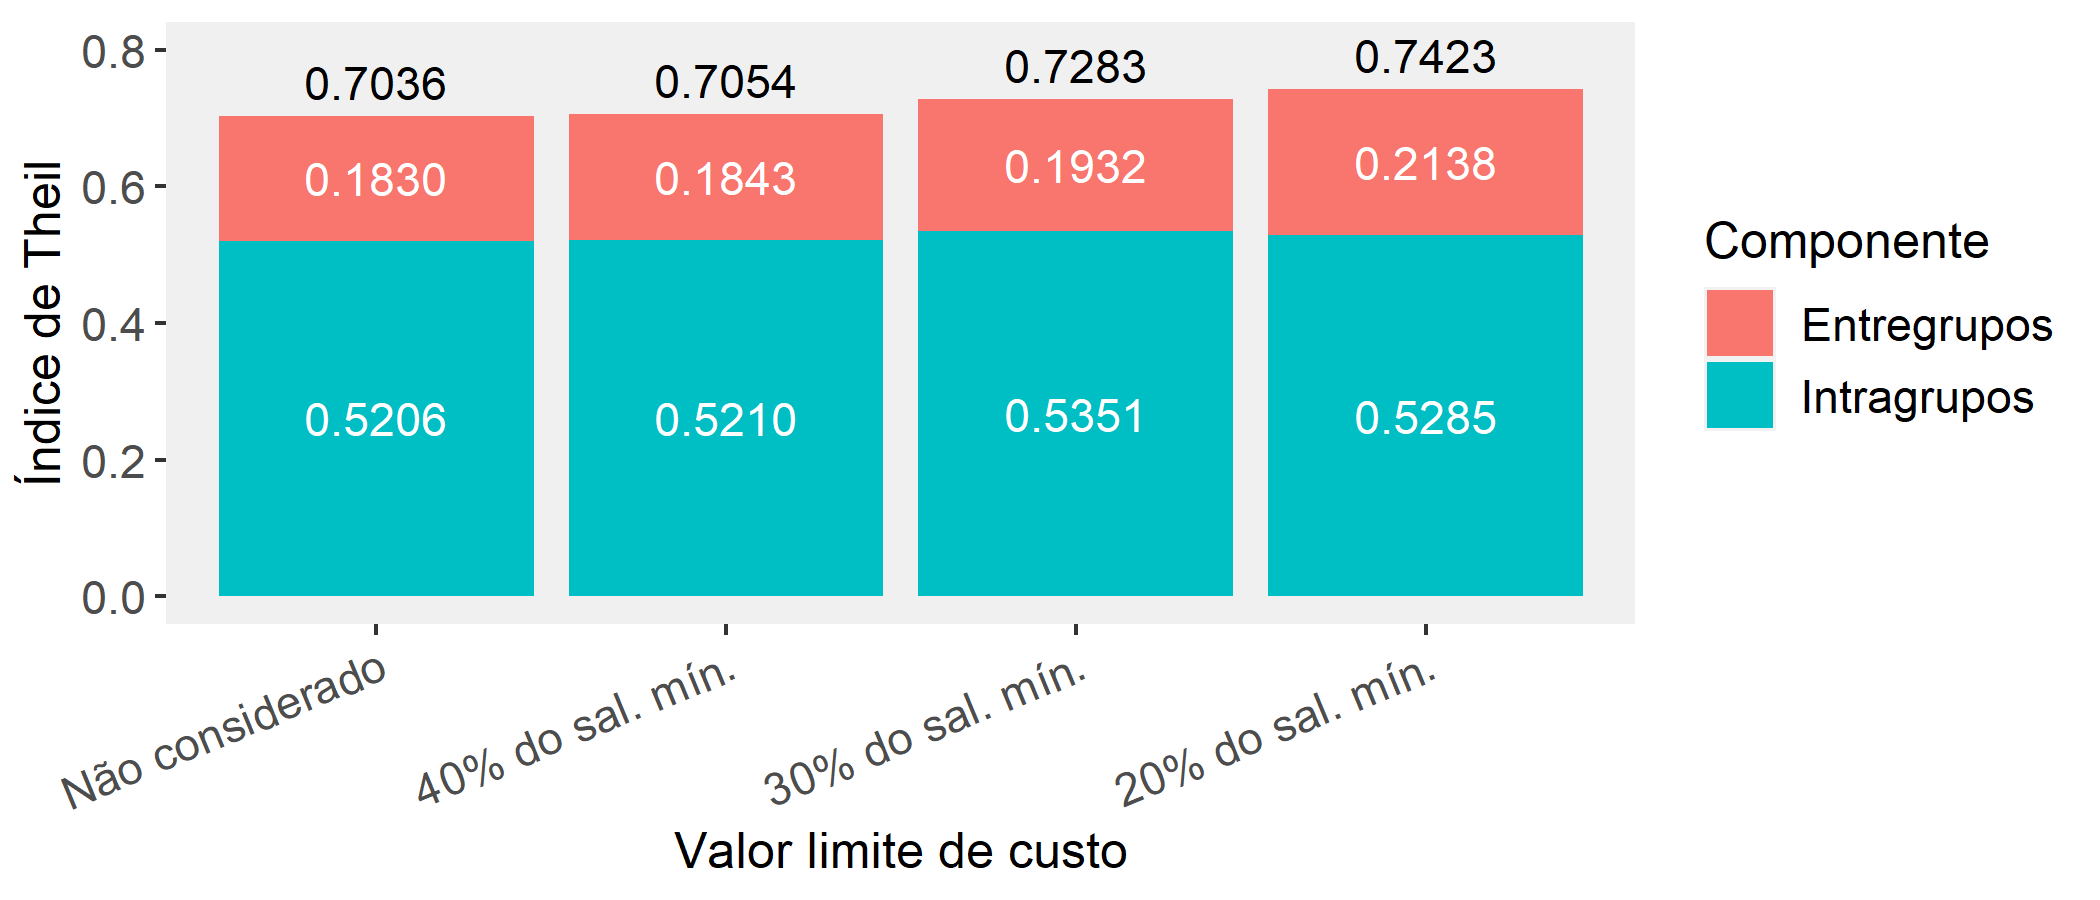 Índice de Theil
0.8
0.6
0.4
0.2
0.0
0.7036
0.7054
0.7283
0.7423
0.1830
0.1843
0.1932
0.2138
0.5206
0.5210
0.5351
0.5285
Não considerado
40% do sal. mín.
30% do sal. mín.
20% do sal. mín.
Valor limite de custo
Componente
Entregrupos
Intragrupos